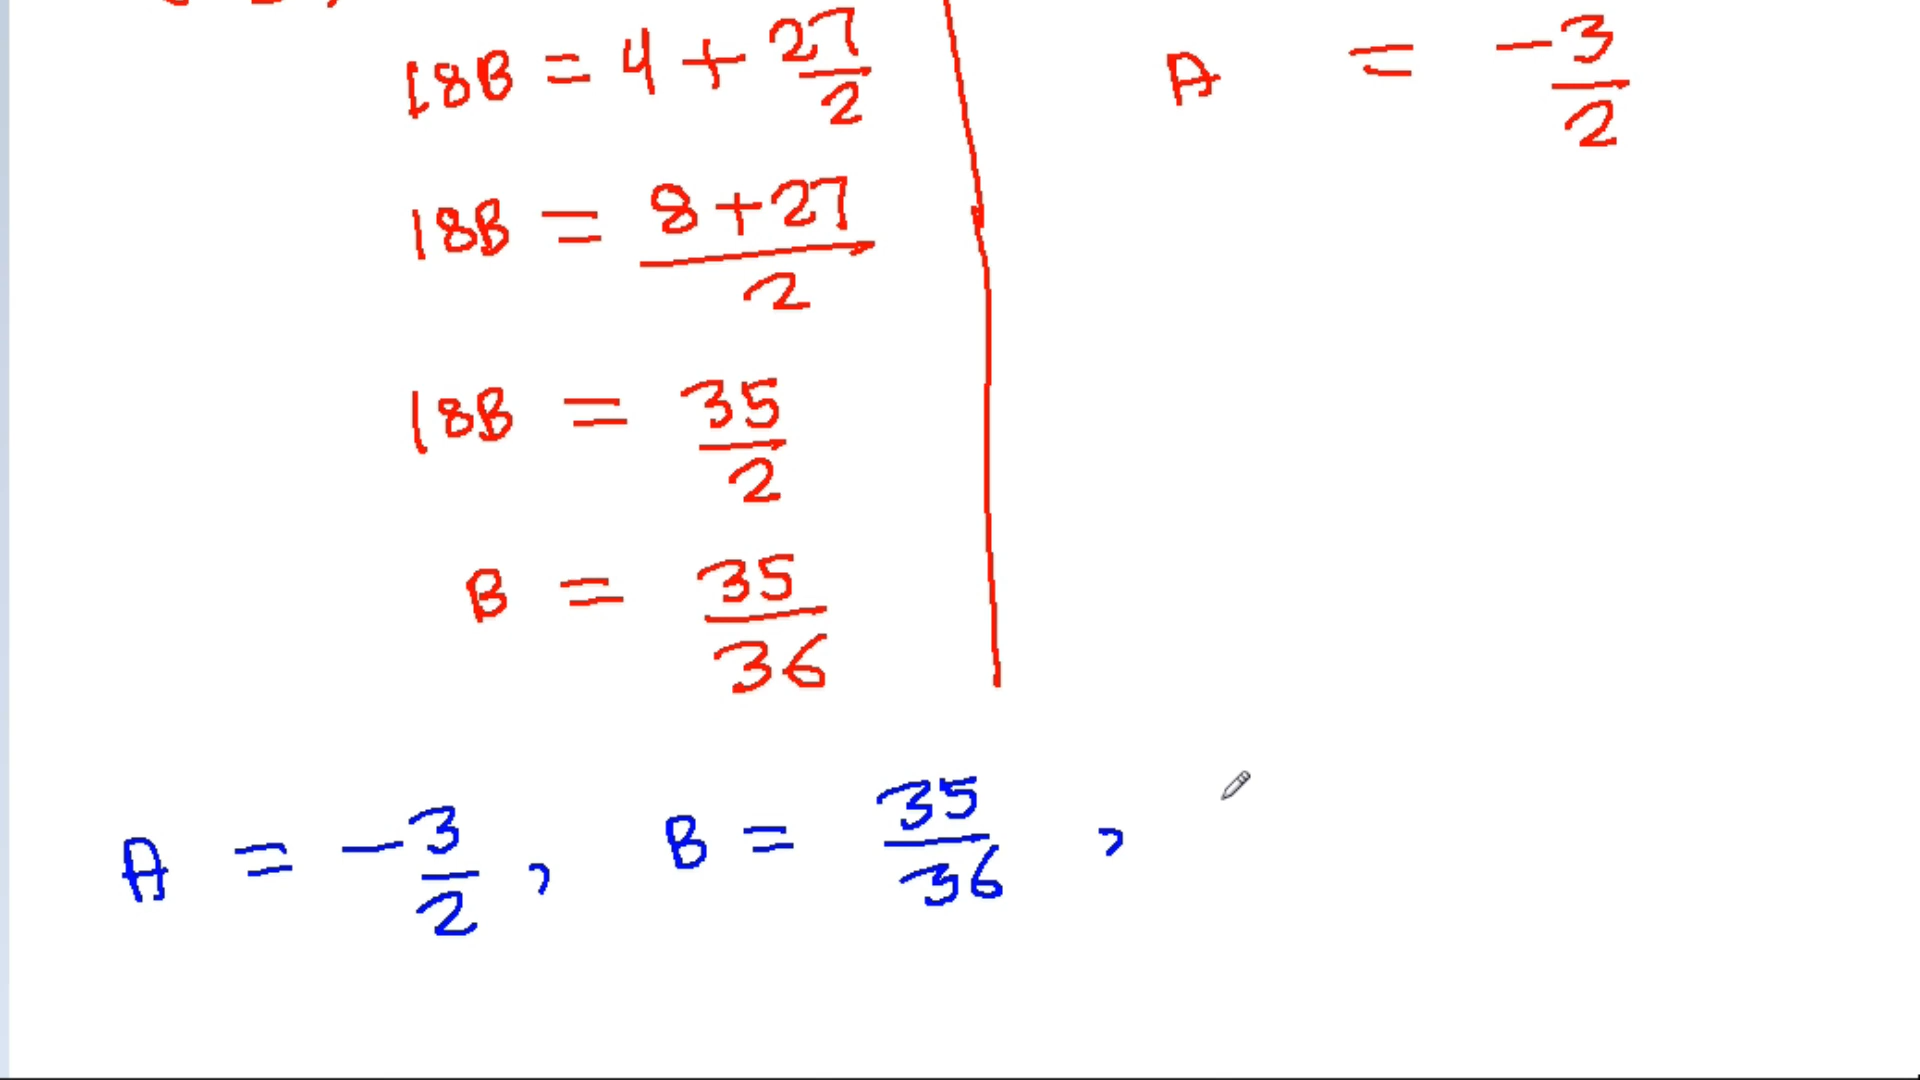 18B = 4 + 27/2
18B = 8+27/2
18B = 35/2
B = 35/36
A = -3/2
A = -3/2, B = 35/36,